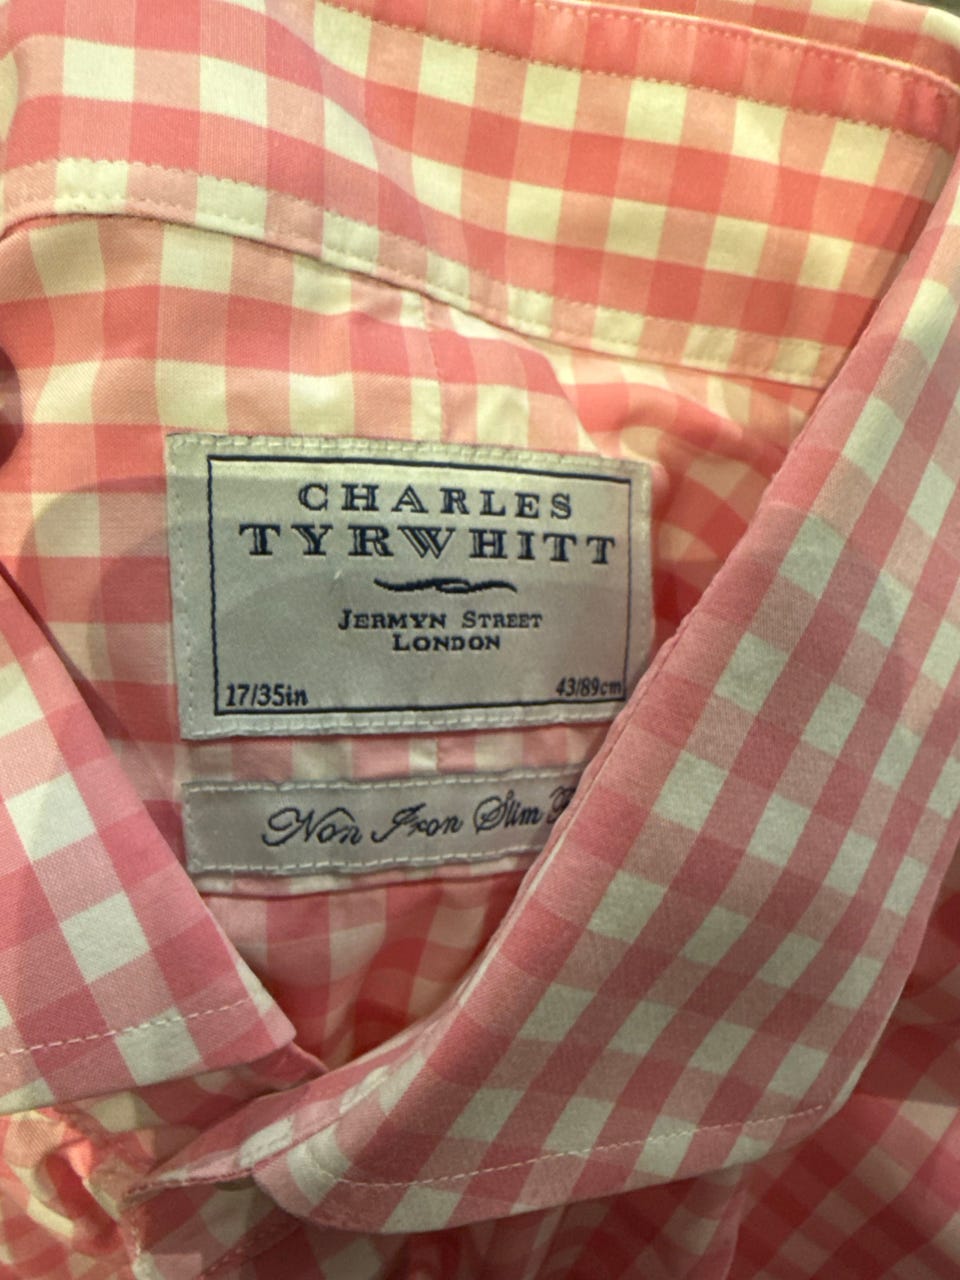 CHARLES
TYRWHITT
JERMYN STREET
LONDON
17/35in 43/89cm
Non Iron Slim